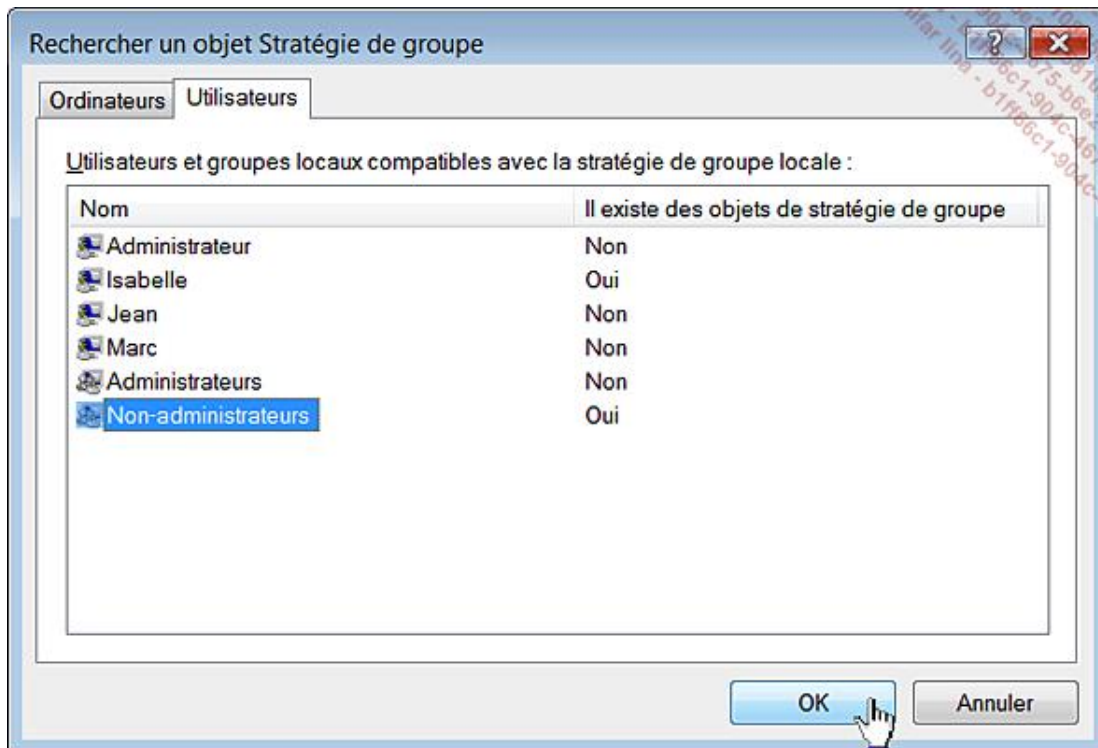 Rechercher un objet Stratégie de groupe
Ordinateurs Utilisateurs
Utilisateurs et groupes locaux compatibles avec la stratégie de groupe locale :
Nom Il existe des objets de stratégie de groupe
Administrateur Non
Isabelle Oui
Jean Non
Marc Non
Administrateurs Non
Non-administrateurs Oui
OK Annuler